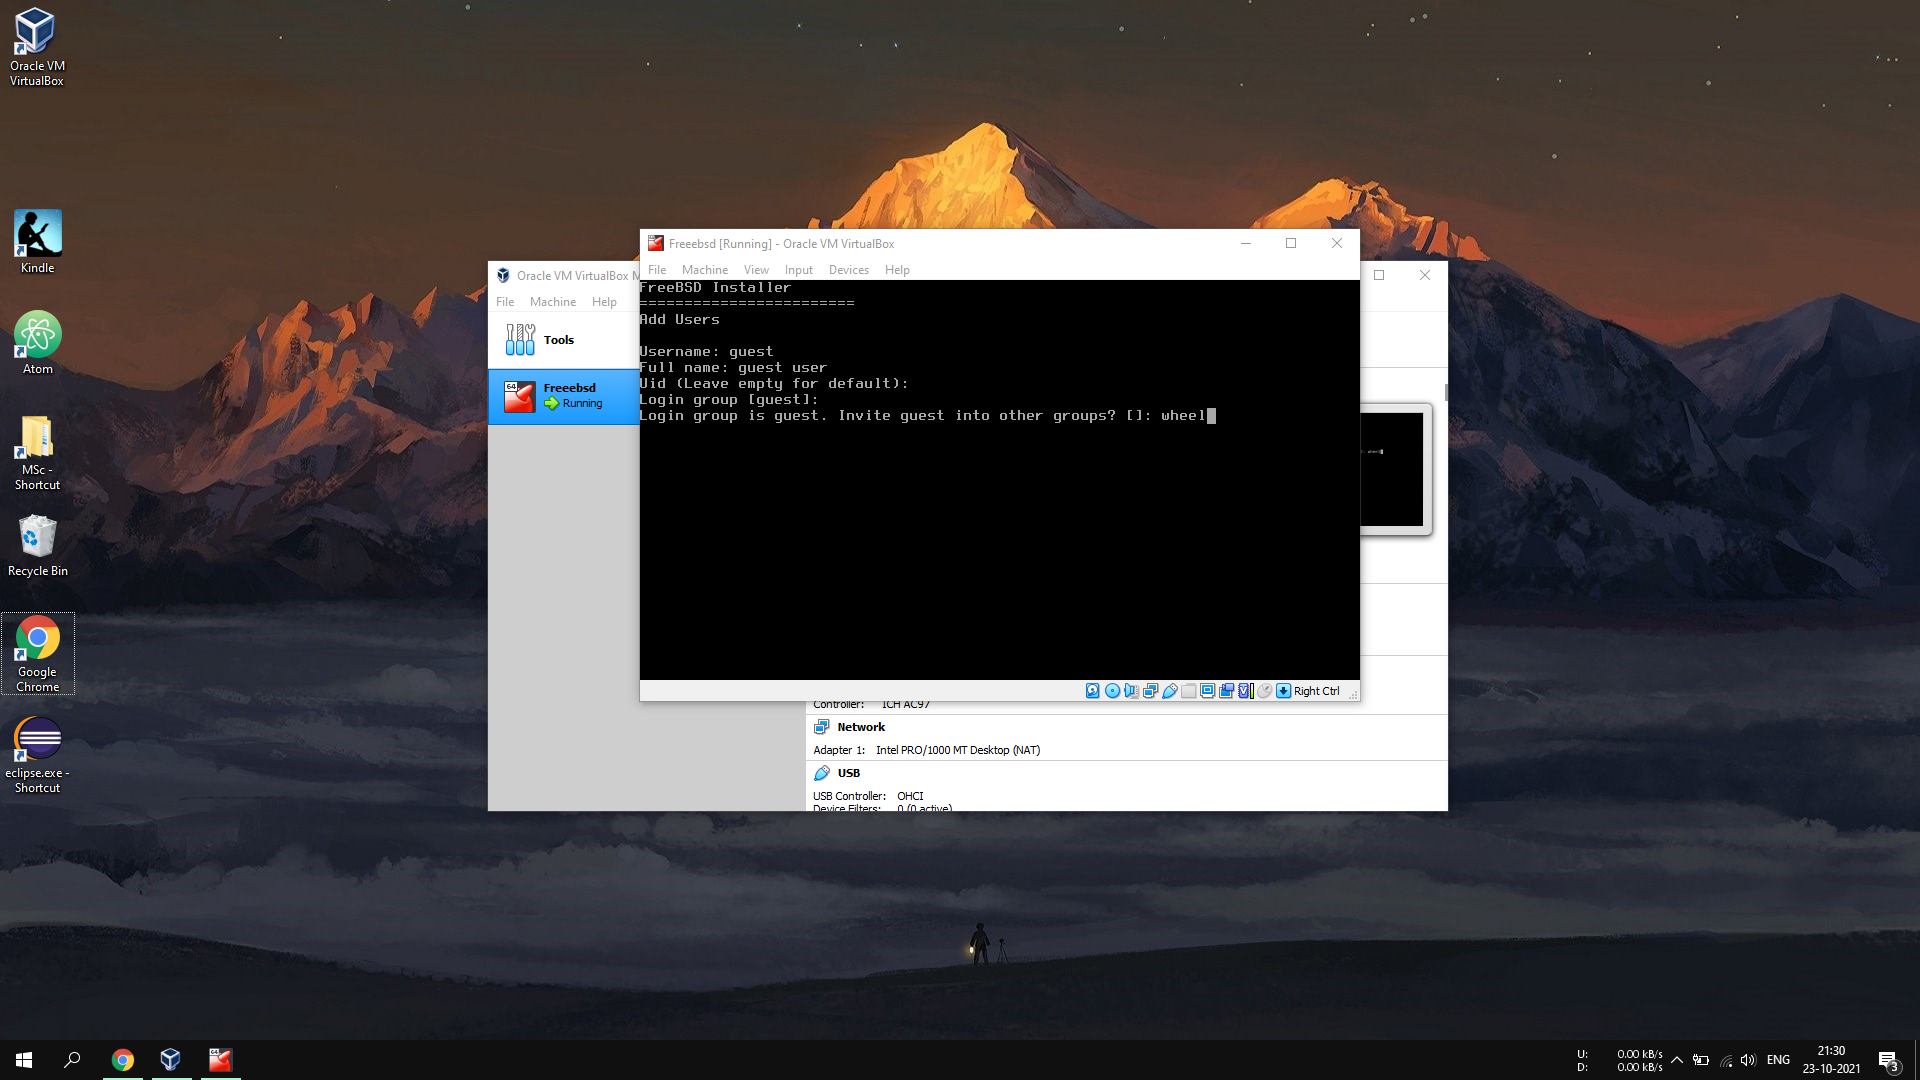 Oracle VM
VirtualBox
Kindle
Atom
MSc -
Shortcut
Recycle Bin
Google
Chrome
eclipse.exe -
Shortcut
Oracle VM VirtualBox M
File Machine Help
Tools
64
Freeebsd
Running
Freeebsd [Running] - Oracle VM VirtualBox
File Machine View Input Devices Help
FreeBSD Installer
========================
Add Users
Username: guest
Full name: guest user
Uid (Leave empty for default):
Login group [guest]:
Login group is guest. Invite guest into other groups? []: wheel
Right Ctrl
Controller: ICH AC97
Network
Adapter 1: Intel PRO/1000 MT Desktop (NAT)
USB
USB Controller: OHCI
Device Filters: 0 (0 active)
U: 0.00 kB/s
D: 0.00 kB/s
ENG
21:30
23-10-2021
3